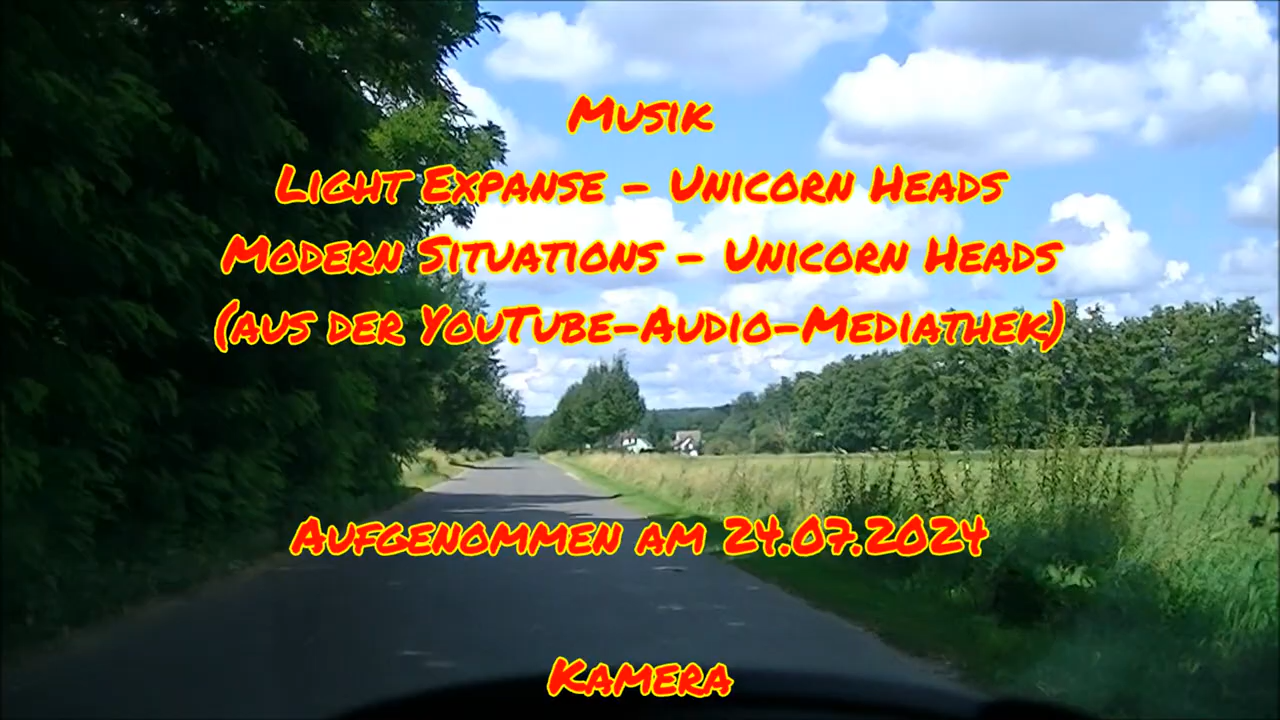 Musik
Light Expanse - Unicorn Heads
Modern Situations - Unicorn Heads
(aus der YouTube-Audio-Mediathek)
Aufgenommen am 24.07.2024
Kamera